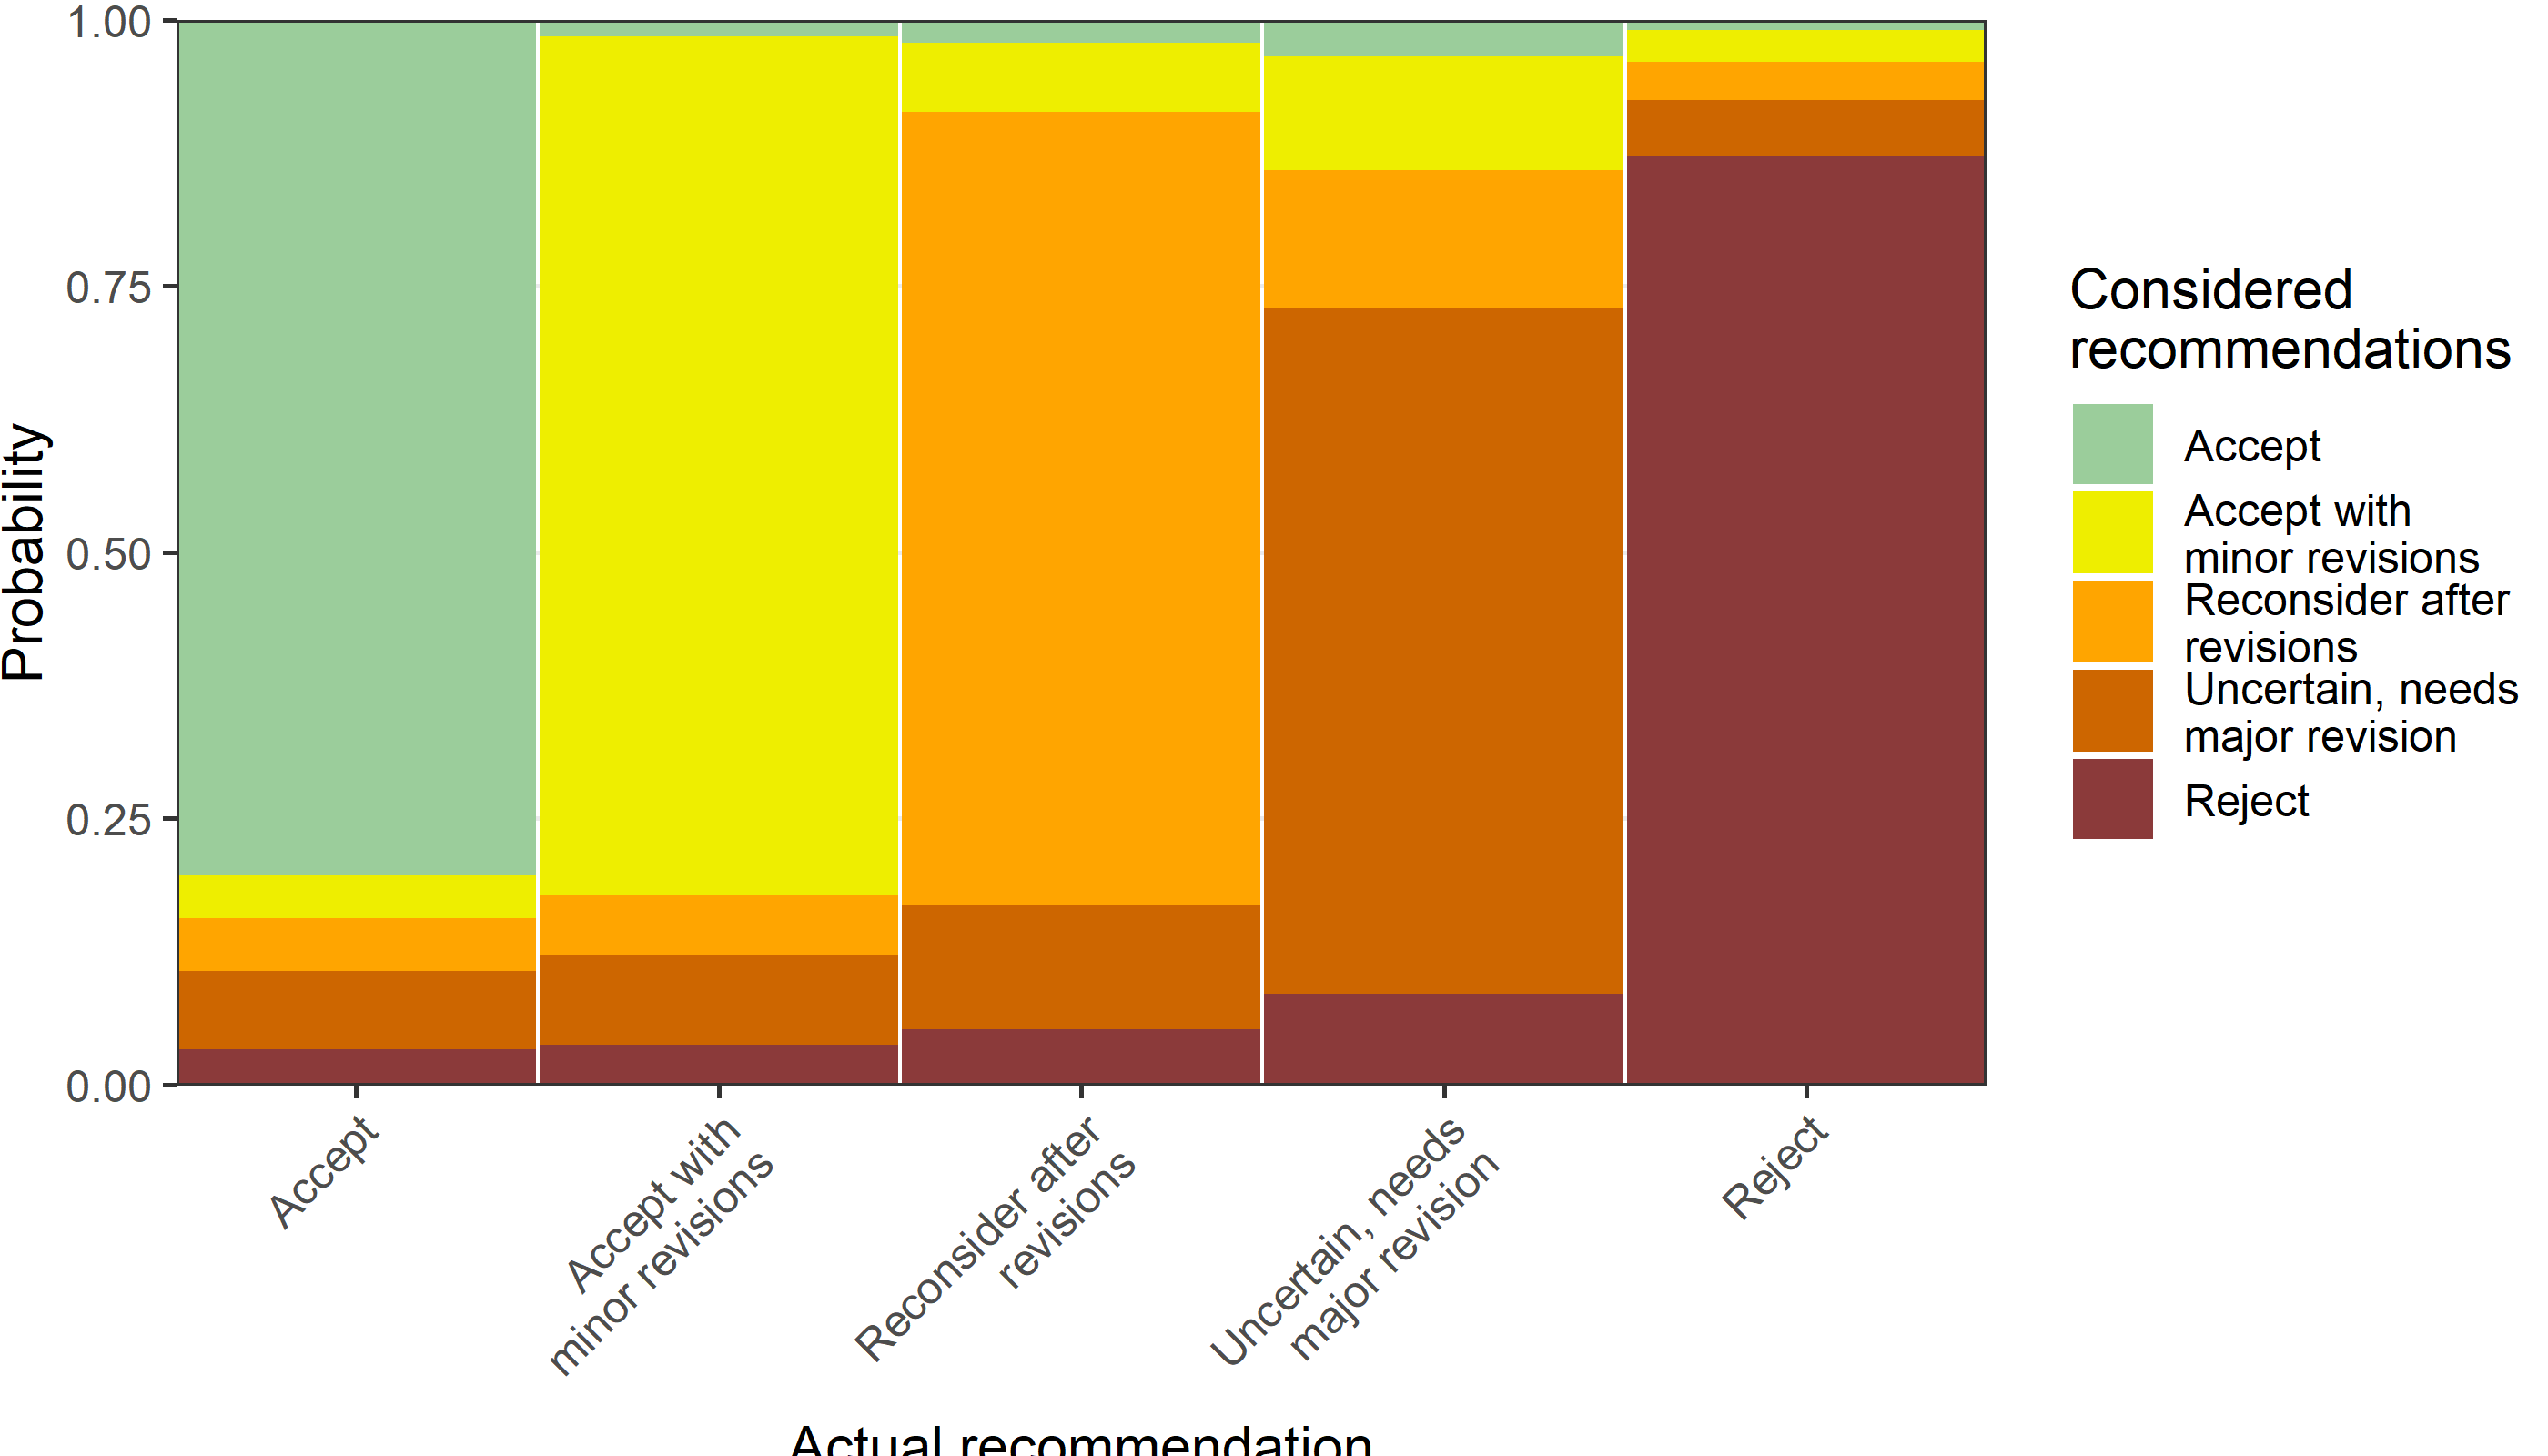 1.00
0.75
0.50
0.25
0.00
Probability
Accept
Accept with
minor revisions
Reconsider after
revisions
Uncertain, needs
major revision
Reject
Actual recommendation
Considered
recommendations
Accept
Accept with
minor revisions
Reconsider after
revisions
Uncertain, needs
major revision
Reject